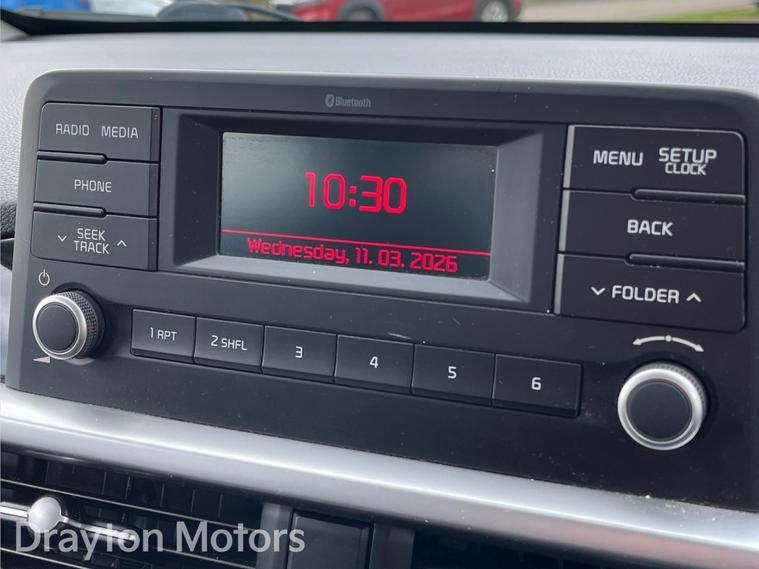 Bluetooth
RADIO MEDIA
PHONE
SEEK
TRACK
10:30
Wednesday, 11. 03. 2026
MENU SETUP
CLOCK
BACK
FOLDER
1 RPT
2 SHFL
3
4
5
6
Drayton Motors